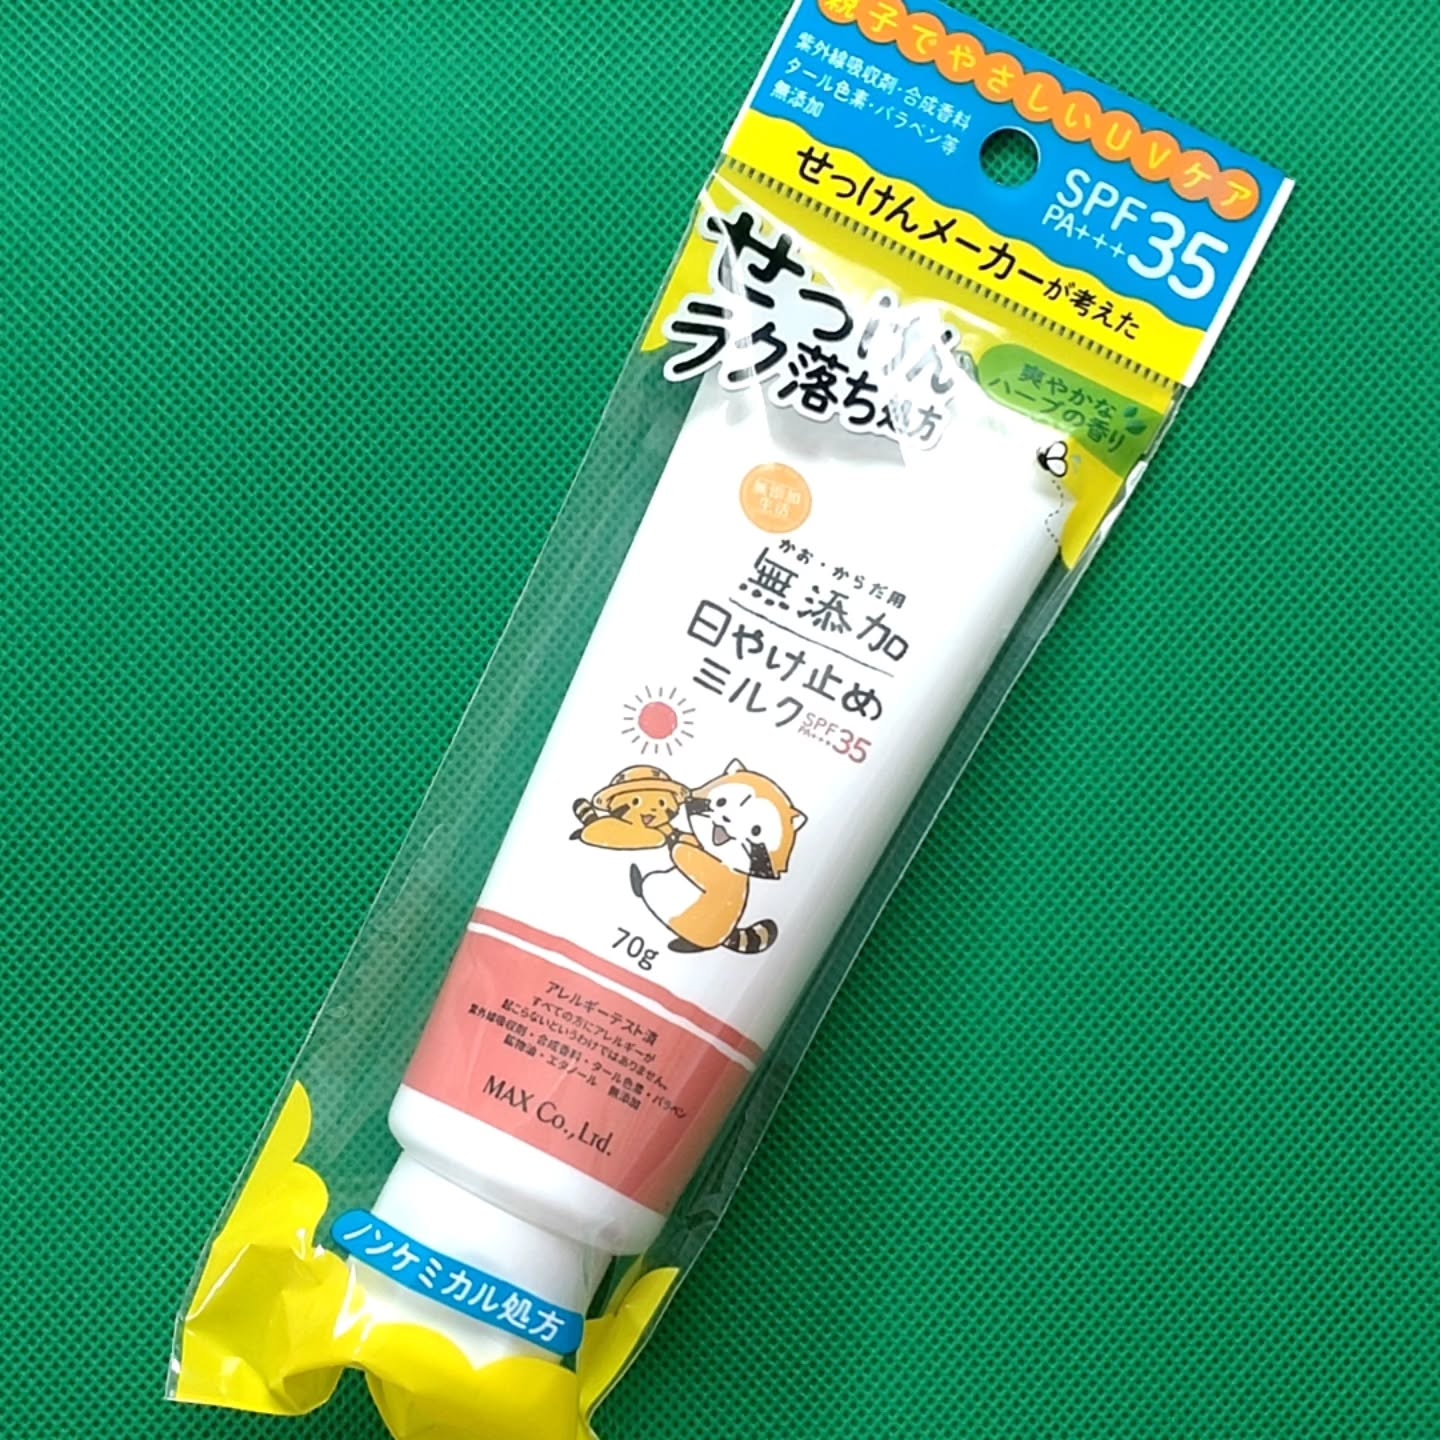 親子でやさしいUVケア
紫外線吸収剤・合成香料
タール色素・パラベン等
無添加
SPF35
PA+++
せっけんメーカーが考えた
せっけん
ラク落ち処方
爽やかな
ハーブの香り
無添加
生活
かお・からだ用
無添加
日やけ止め
ミルク
SPF35
PA+++
70g
アレルギーテスト済
すべての方にアレルギーが
起こらないというわけではありません。
紫外線吸収剤・合成香料・タール色素・パラベン
鉱物油・エタノール 無添加
MAX Co.,Ltd.
ノンケミカル処方